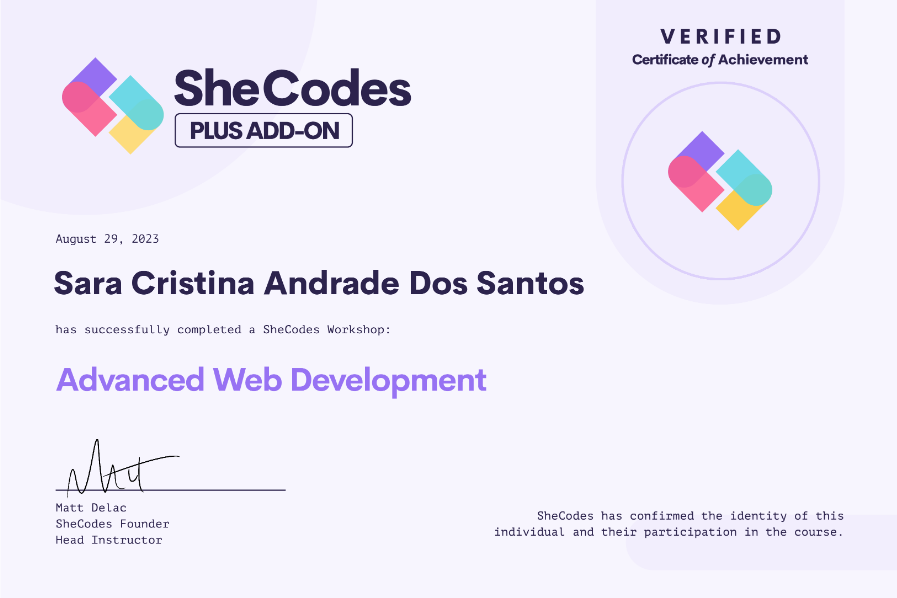 SheCodes
PLUS ADD-ON
VERIFIED
Certificate of Achievement
August 29, 2023
Sara Cristina Andrade Dos Santos
has successfully completed a SheCodes Workshop:
Advanced Web Development
Matt
Matt Delac
SheCodes Founder
Head Instructor
SheCodes has confirmed the identity of this
individual and their participation in the course.